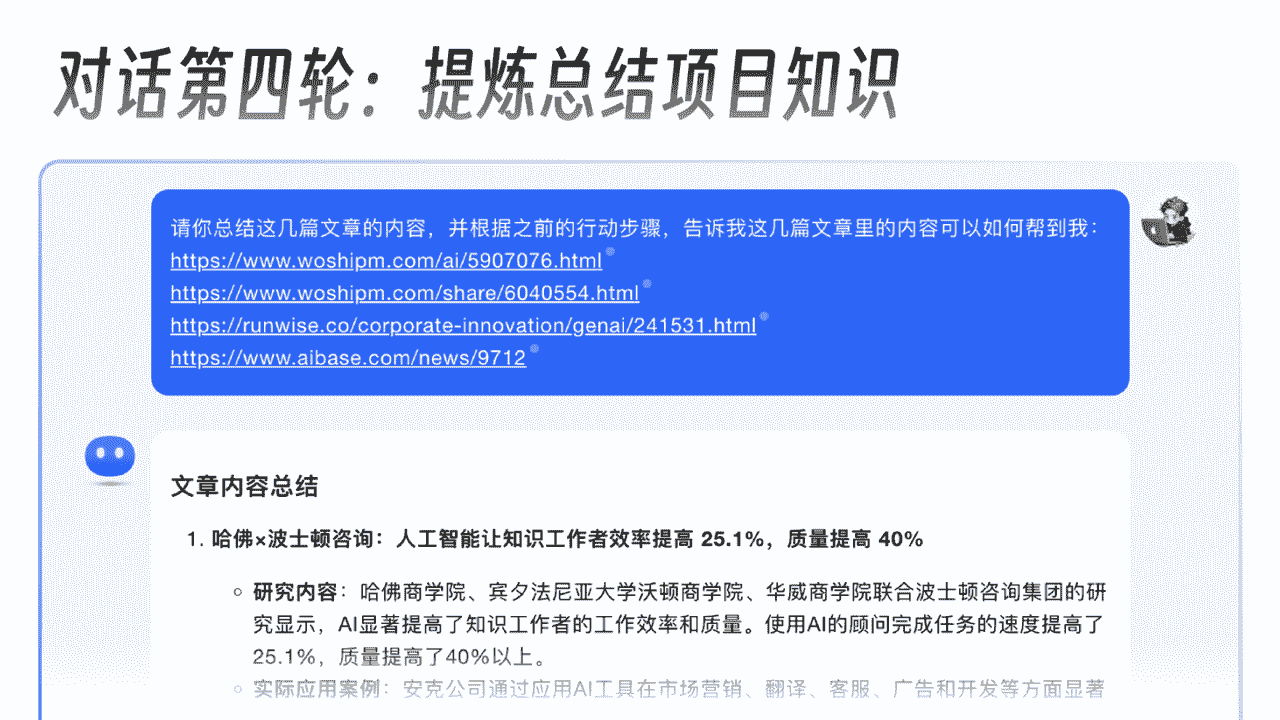 对话第四轮：提炼总结项目知识
请你总结这几篇文章的内容，并根据之前的行动步骤，告诉我这几篇文章里的内容可以如何帮到我：
https://www.woshipm.com/ai/5907076.html
https://www.woshipm.com/share/6040554.html
https://runwise.co/corporate-innovation/genai/241531.html
https://www.aibase.com/news/9712
文章内容总结
1. 哈佛×波士顿咨询：人工智能让知识工作者效率提高 25.1%，质量提高 40%
○ 研究内容：哈佛商学院、宾夕法尼亚大学沃顿商学院、华威商学院联合波士顿咨询集团的研
究显示，AI显著提高了知识工作者的工作效率和质量。使用AI的顾问完成任务的速度提高了
25.1%，质量提高了40%以上。
○ 实际应用案例：安克公司通过应用AI工具在市场营销、翻译、客服、广告和开发等方面显著